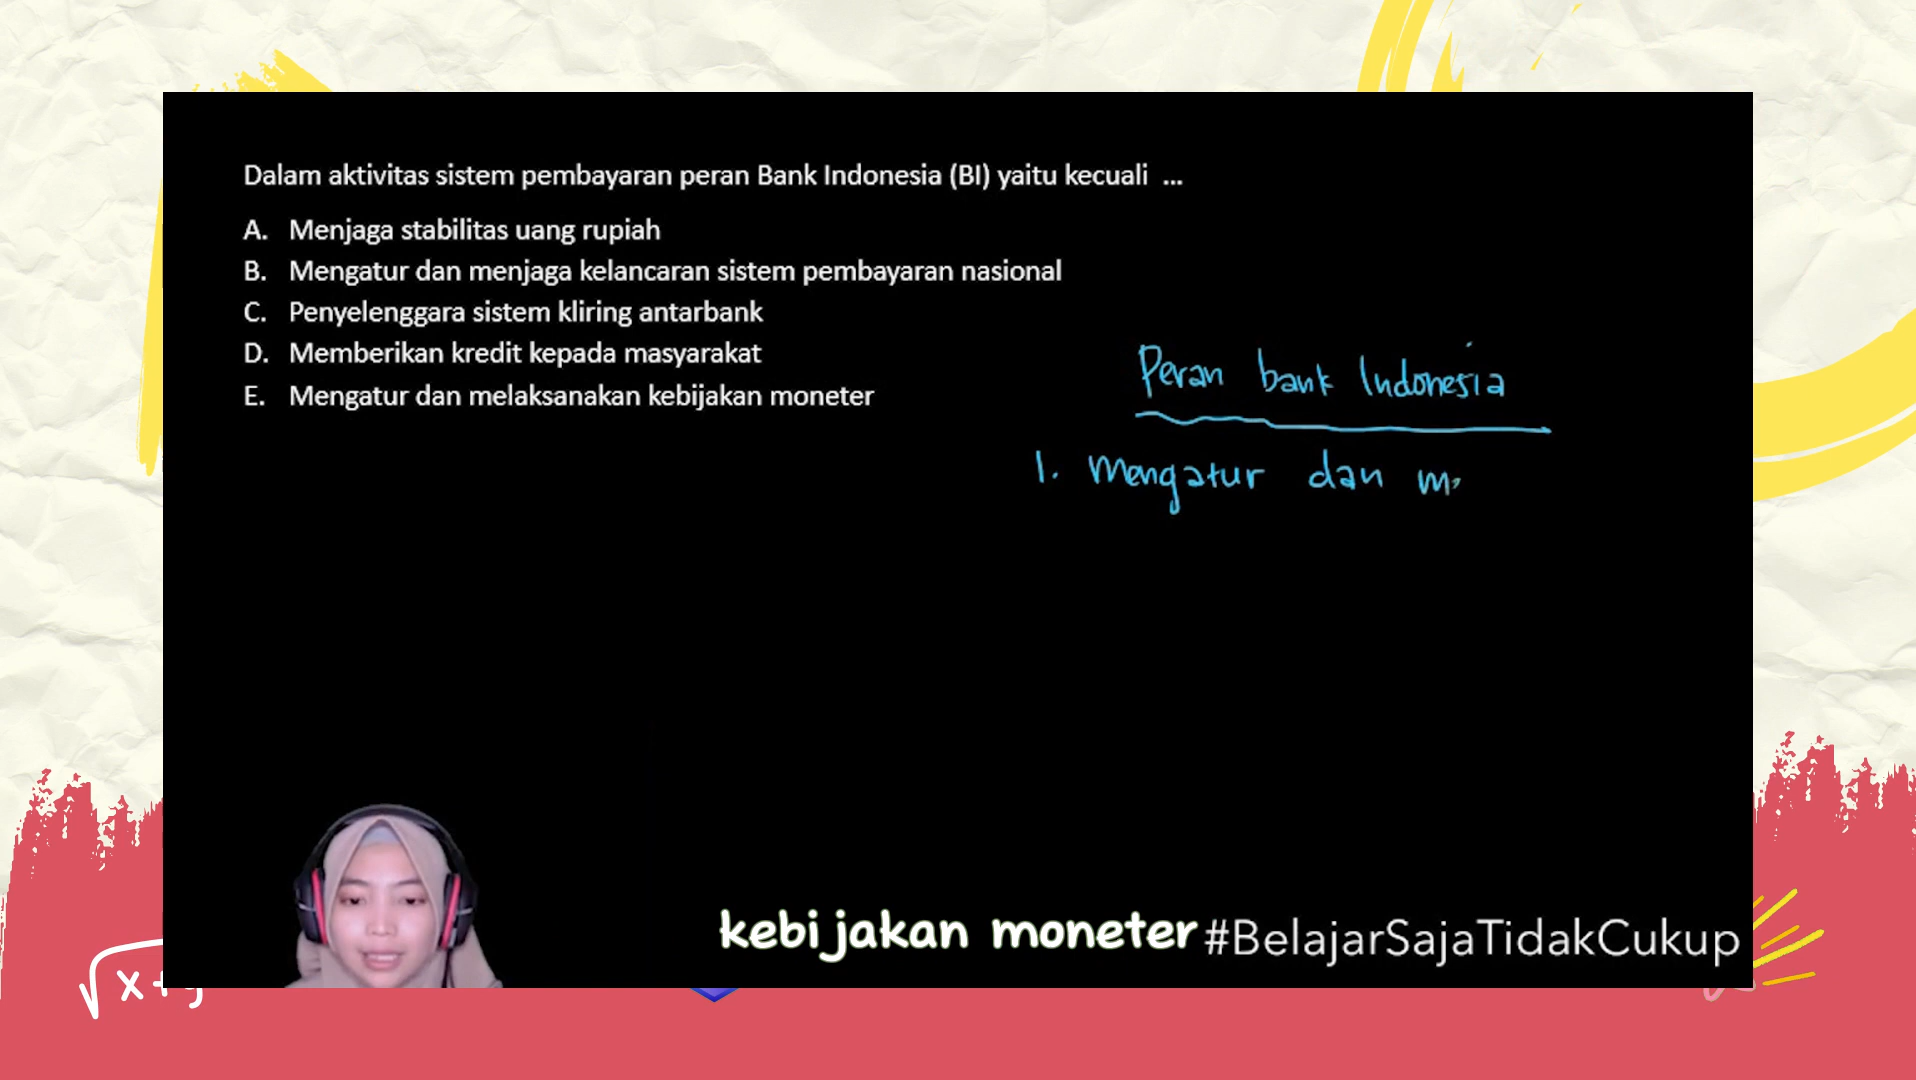 Dalam aktivitas sistem pembayaran peran Bank Indonesia (BI) yaitu kecuali ...
A. Menjaga stabilitas uang rupiah
B. Mengatur dan menjaga kelancaran sistem pembayaran nasional
C. Penyelenggara sistem kliring antarbank
D. Memberikan kredit kepada masyarakat
E. Mengatur dan melaksanakan kebijakan moneter
Peran bank Indonesia
1. Mengatur dan m
kebijakan moneter #BelajarSajaTidakCukup
√x+y